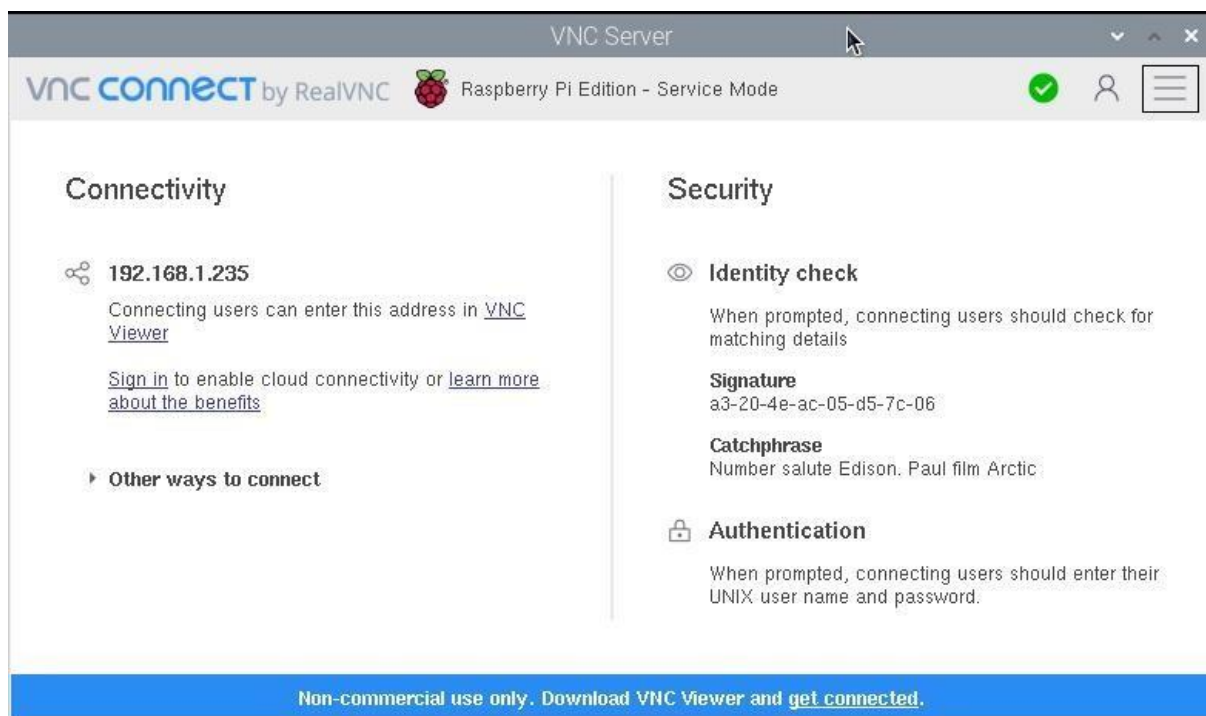 VNC Server
vnc connect by RealVNC Raspberry Pi Edition - Service Mode
Connectivity
192.168.1.235
Connecting users can enter this address in VNC
Viewer
Sign in to enable cloud connectivity or learn more
about the benefits
Other ways to connect
Security
Identity check
When prompted, connecting users should check for
matching details
Signature
a3-20-4e-ac-05-d5-7c-06
Catchphrase
Number salute Edison. Paul film Arctic
Authentication
When prompted, connecting users should enter their
UNIX user name and password.
Non-commercial use only. Download VNC Viewer and get connected.